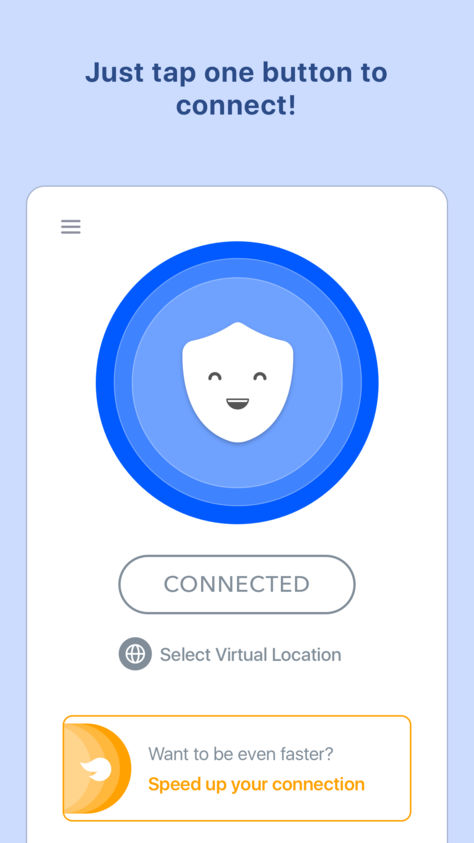 Just tap one button to
connect!
CONNECTED
Select Virtual Location
Want to be even faster?
Speed up your connection